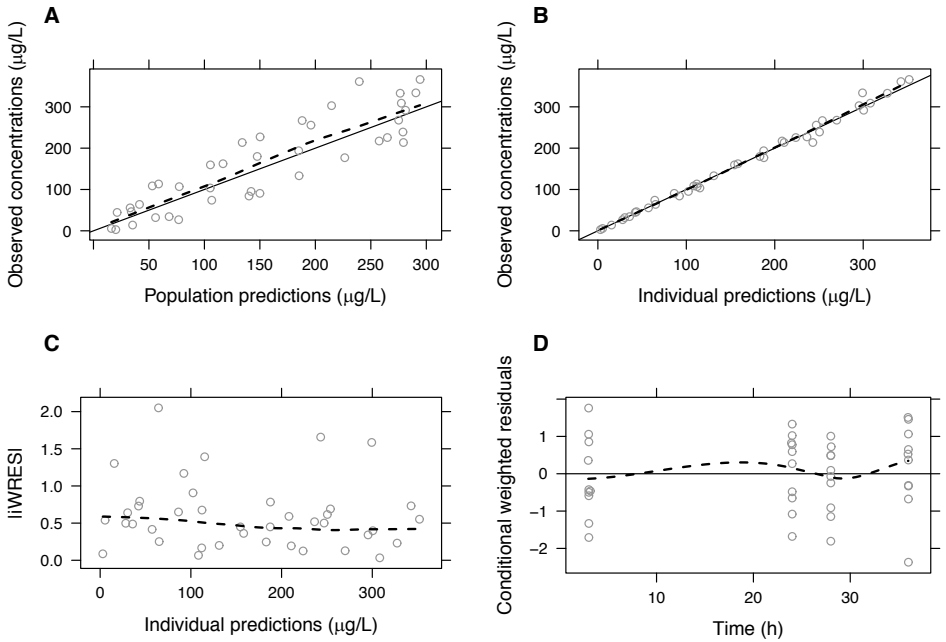 A
Observed concentrations (μg/L)
300
200
100
0
50 100 150 200 250 300
Population predictions (μg/L)
B
Observed concentrations (μg/L)
300
200
100
0
0 100 200 300
Individual predictions (μg/L)
C
|iWRES|
2.0
1.5
1.0
0.5
0.0
0 100 200 300
Individual predictions (μg/L)
D
Conditional weighted residuals
1
0
−1
−2
10 20 30
Time (h)